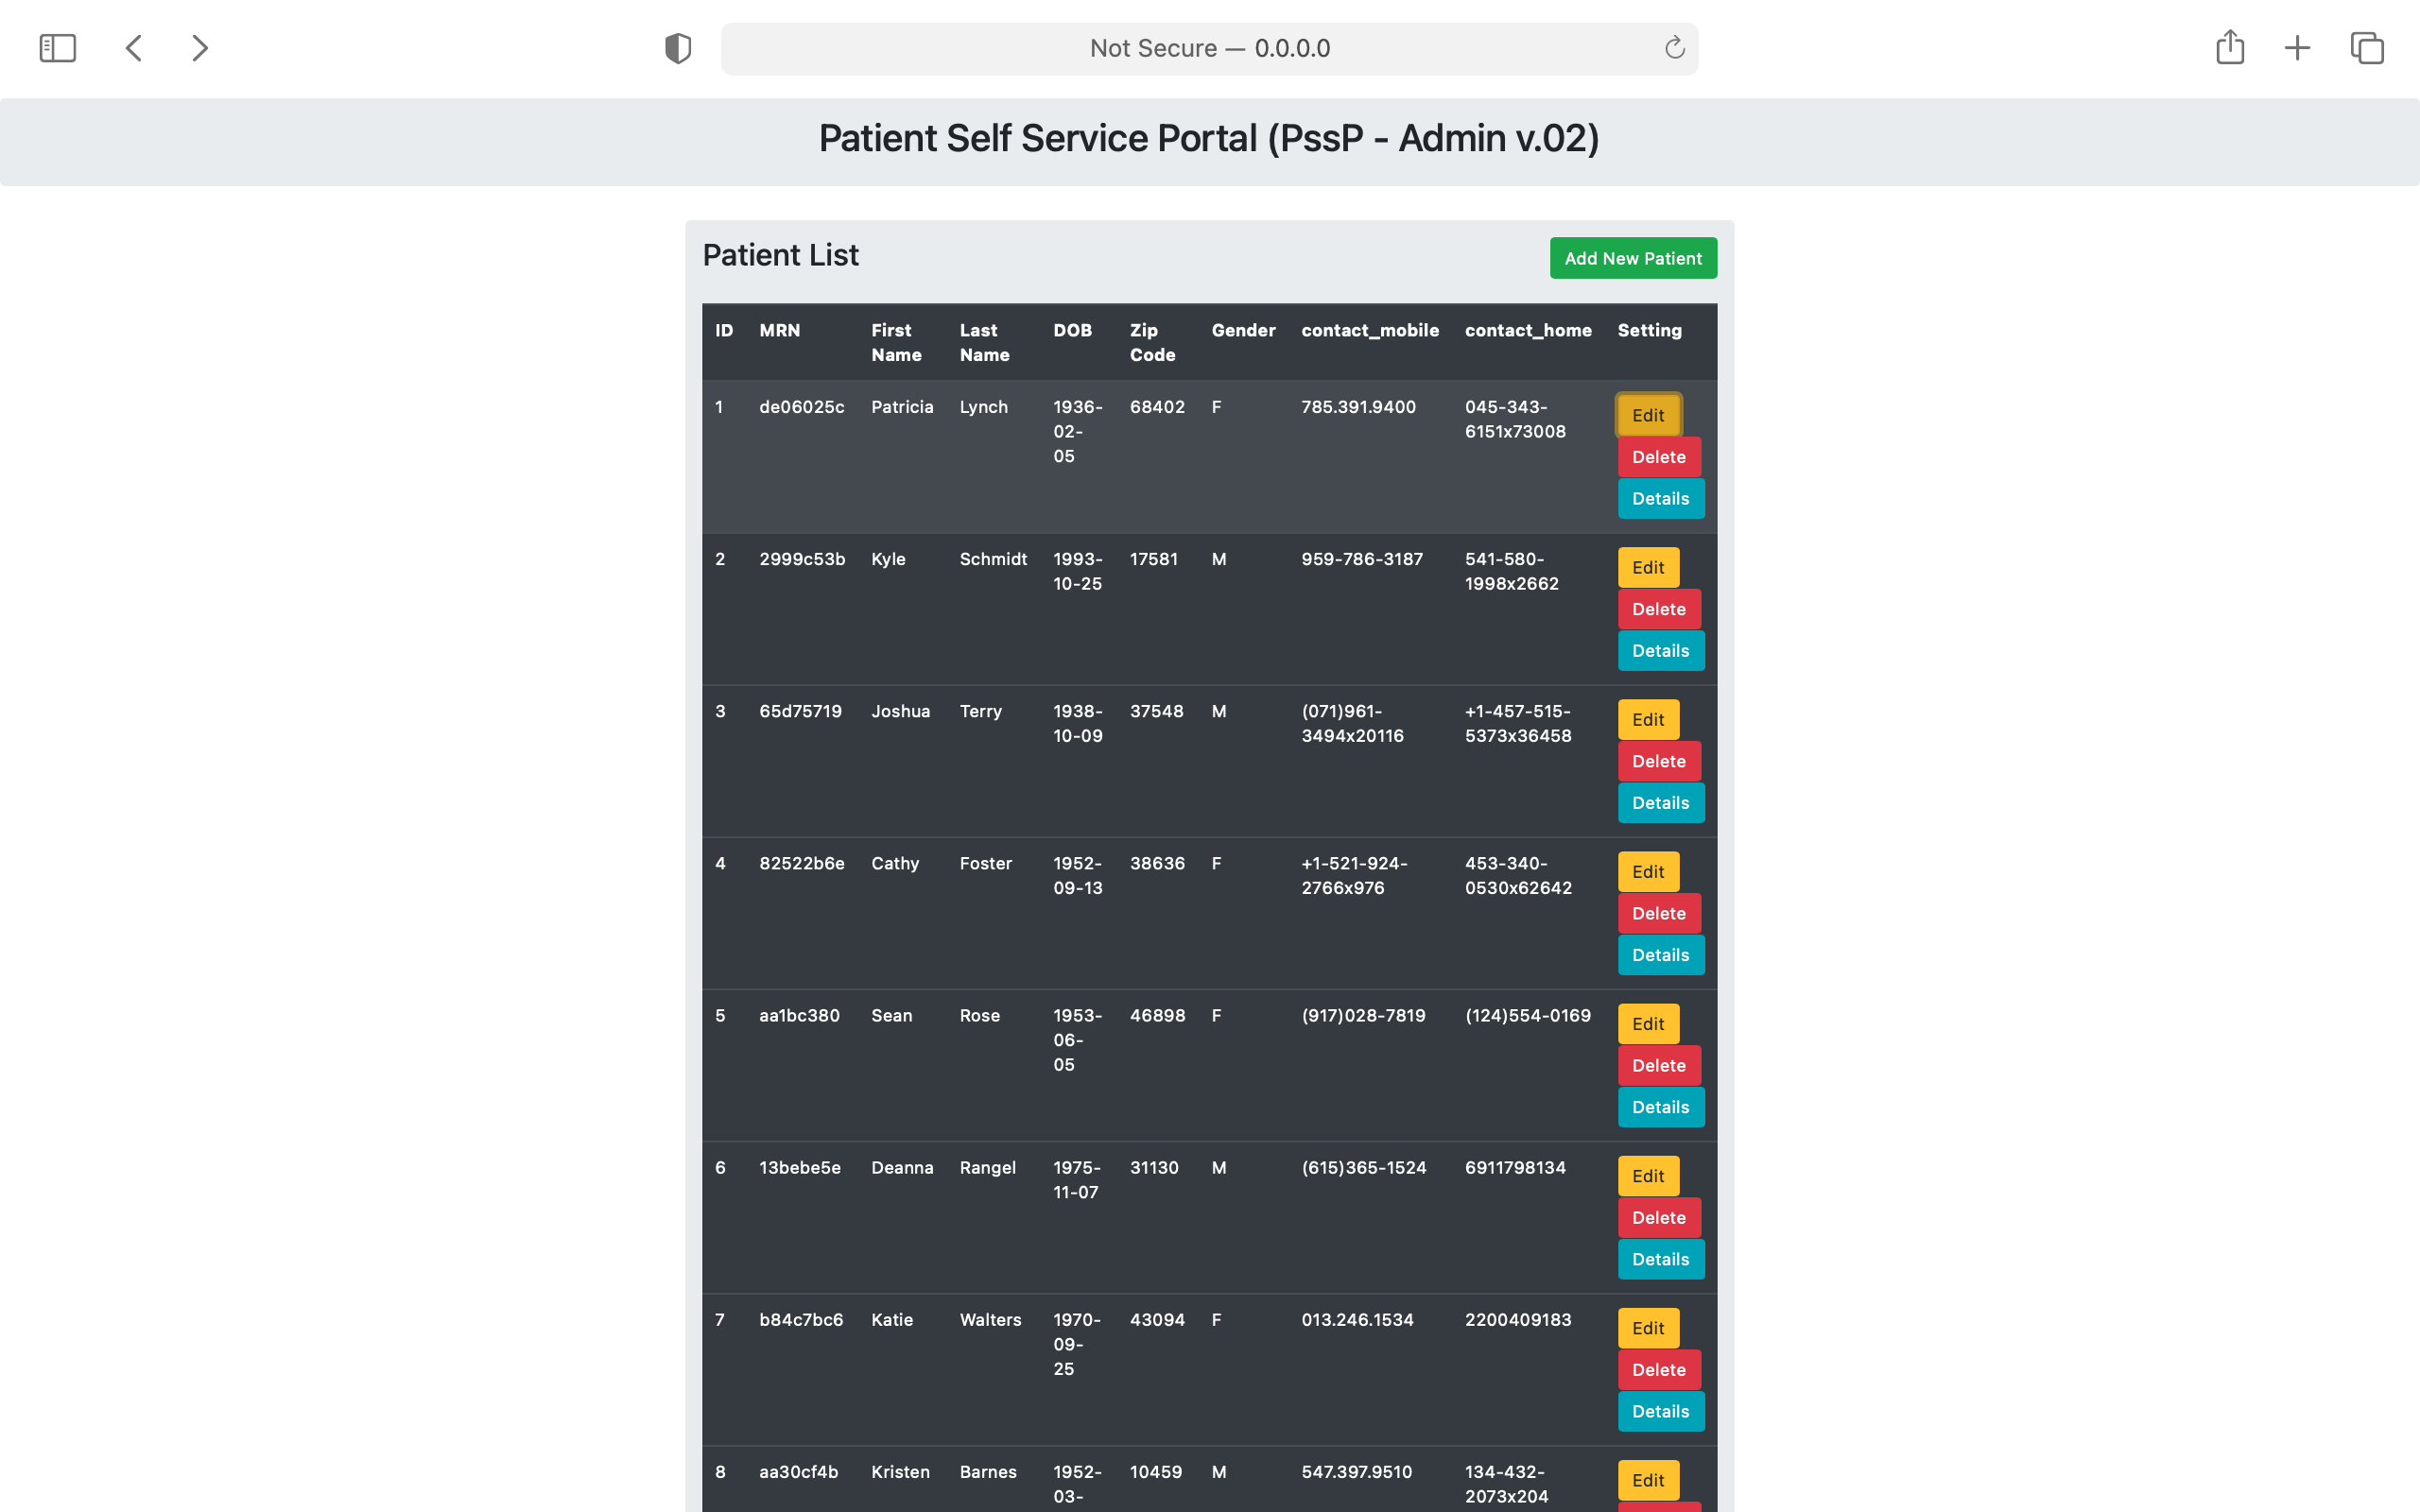 Not Secure — 0.0.0.0
Patient Self Service Portal (PssP - Admin v.02)
Patient List
Add New Patient
ID MRN First Name Last Name DOB Zip Code Gender contact_mobile contact_home Setting
1 de06025c Patricia Lynch 1936-02-05 68402 F 785.391.9400 045-343-6151x73008 Edit
Delete
Details
2 2999c53b Kyle Schmidt 1993-10-25 17581 M 959-786-3187 541-580-1998x2662 Edit
Delete
Details
3 65d75719 Joshua Terry 1938-10-09 37548 M (071)961-3494x20116 +1-457-515-5373x36458 Edit
Delete
Details
4 82522b6e Cathy Foster 1952-09-13 38636 F +1-521-924-2766x976 453-340-0530x62642 Edit
Delete
Details
5 aa1bc380 Sean Rose 1953-06-05 46898 F (917)028-7819 (124)554-0169 Edit
Delete
Details
6 13bebe5e Deanna Rangel 1975-11-07 31130 M (615)365-1524 6911798134 Edit
Delete
Details
7 b84c7bc6 Katie Walters 1970-09-25 43094 F 013.246.1534 2200409183 Edit
Delete
Details
8 aa30cf4b Kristen Barnes 1952-03- 10459 M 547.397.9510 134-432-2073x204 Edit